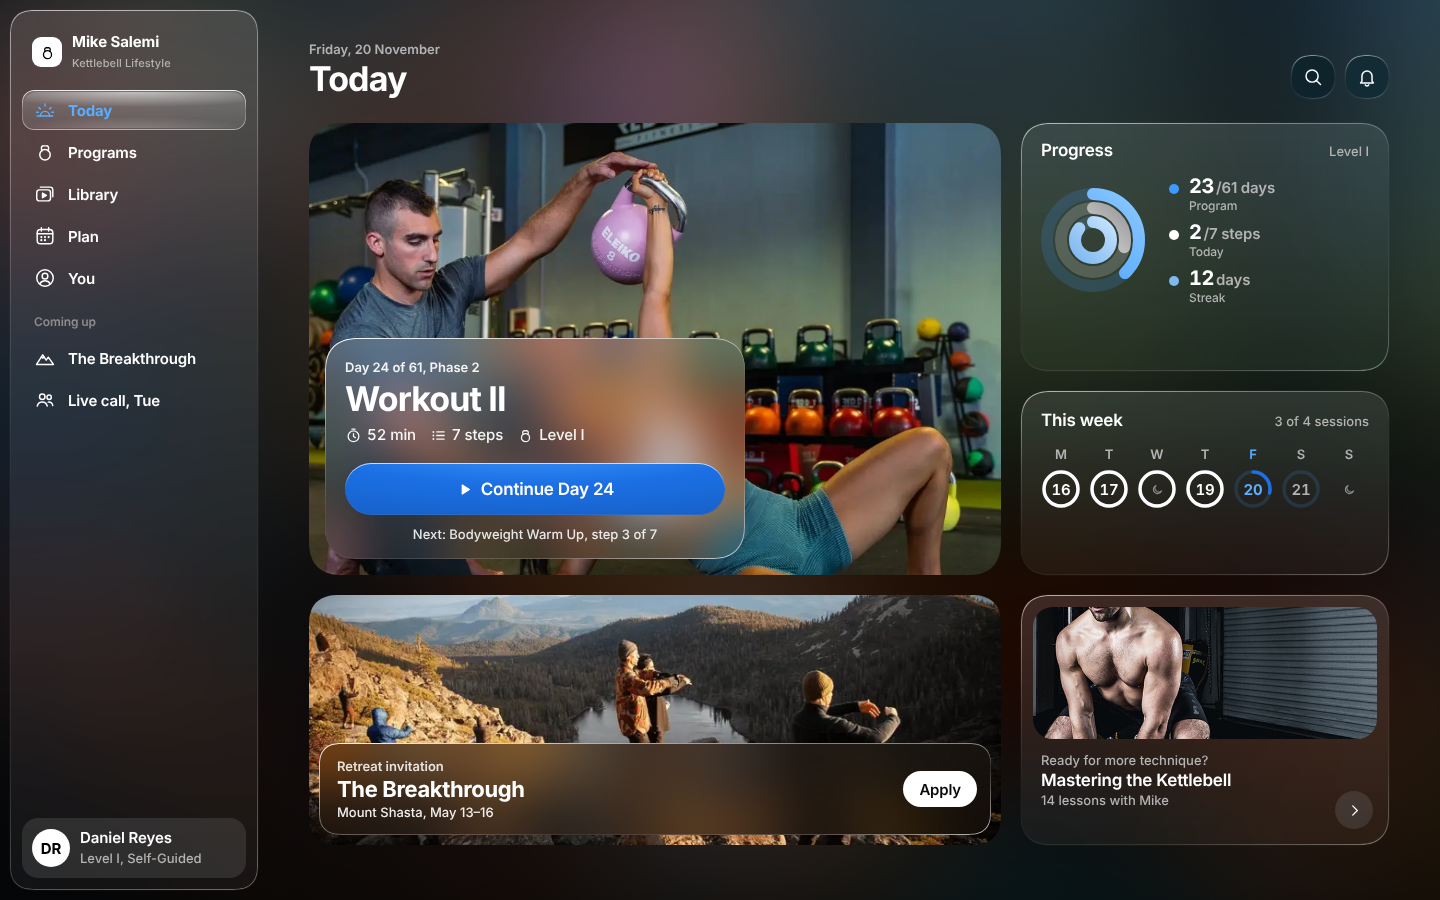 Mike Salemi
Kettlebell Lifestyle
Today
Programs
Library
Plan
You
Coming up
The Breakthrough
Live call, Tue
DR
Daniel Reyes
Level I, Self-Guided
Friday, 20 November
Today
FITNESS
ELEIKO
8
Day 24 of 61, Phase 2
Workout II
52 min 7 steps Level I
Continue Day 24
Next: Bodyweight Warm Up, step 3 of 7
Retreat invitation
The Breakthrough
Mount Shasta, May 13–16
Apply
Progress Level I
23/61 days
Program
2/7 steps
Today
12 days
Streak
This week 3 of 4 sessions
M T W T F S S
16 17 19 20 21
Ready for more technique?
Mastering the Kettlebell
14 lessons with Mike